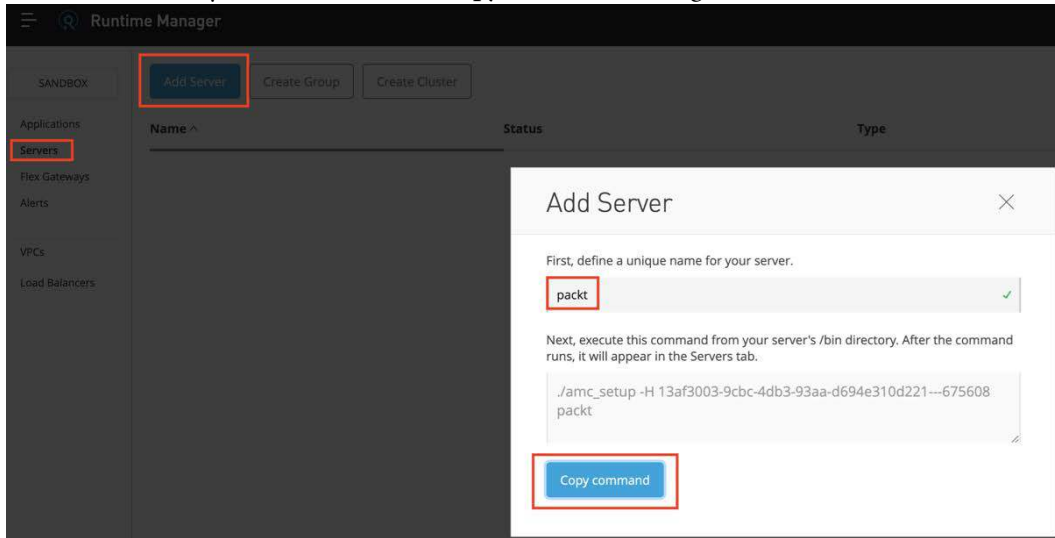 Runtime Manager
SANDBOX
Add Server
Create Group
Create Cluster
Applications
Servers
Flex Gateways
Alerts
VPCs
Load Balancers
Name
Status
Type
Add Server
First, define a unique name for your server.
packt
Next, execute this command from your server's /bin directory. After the command
runs, it will appear in the Servers tab.
./amc_setup -H 13af3003-9cbc-4db3-93aa-d694e310d221---675608
packt
Copy command